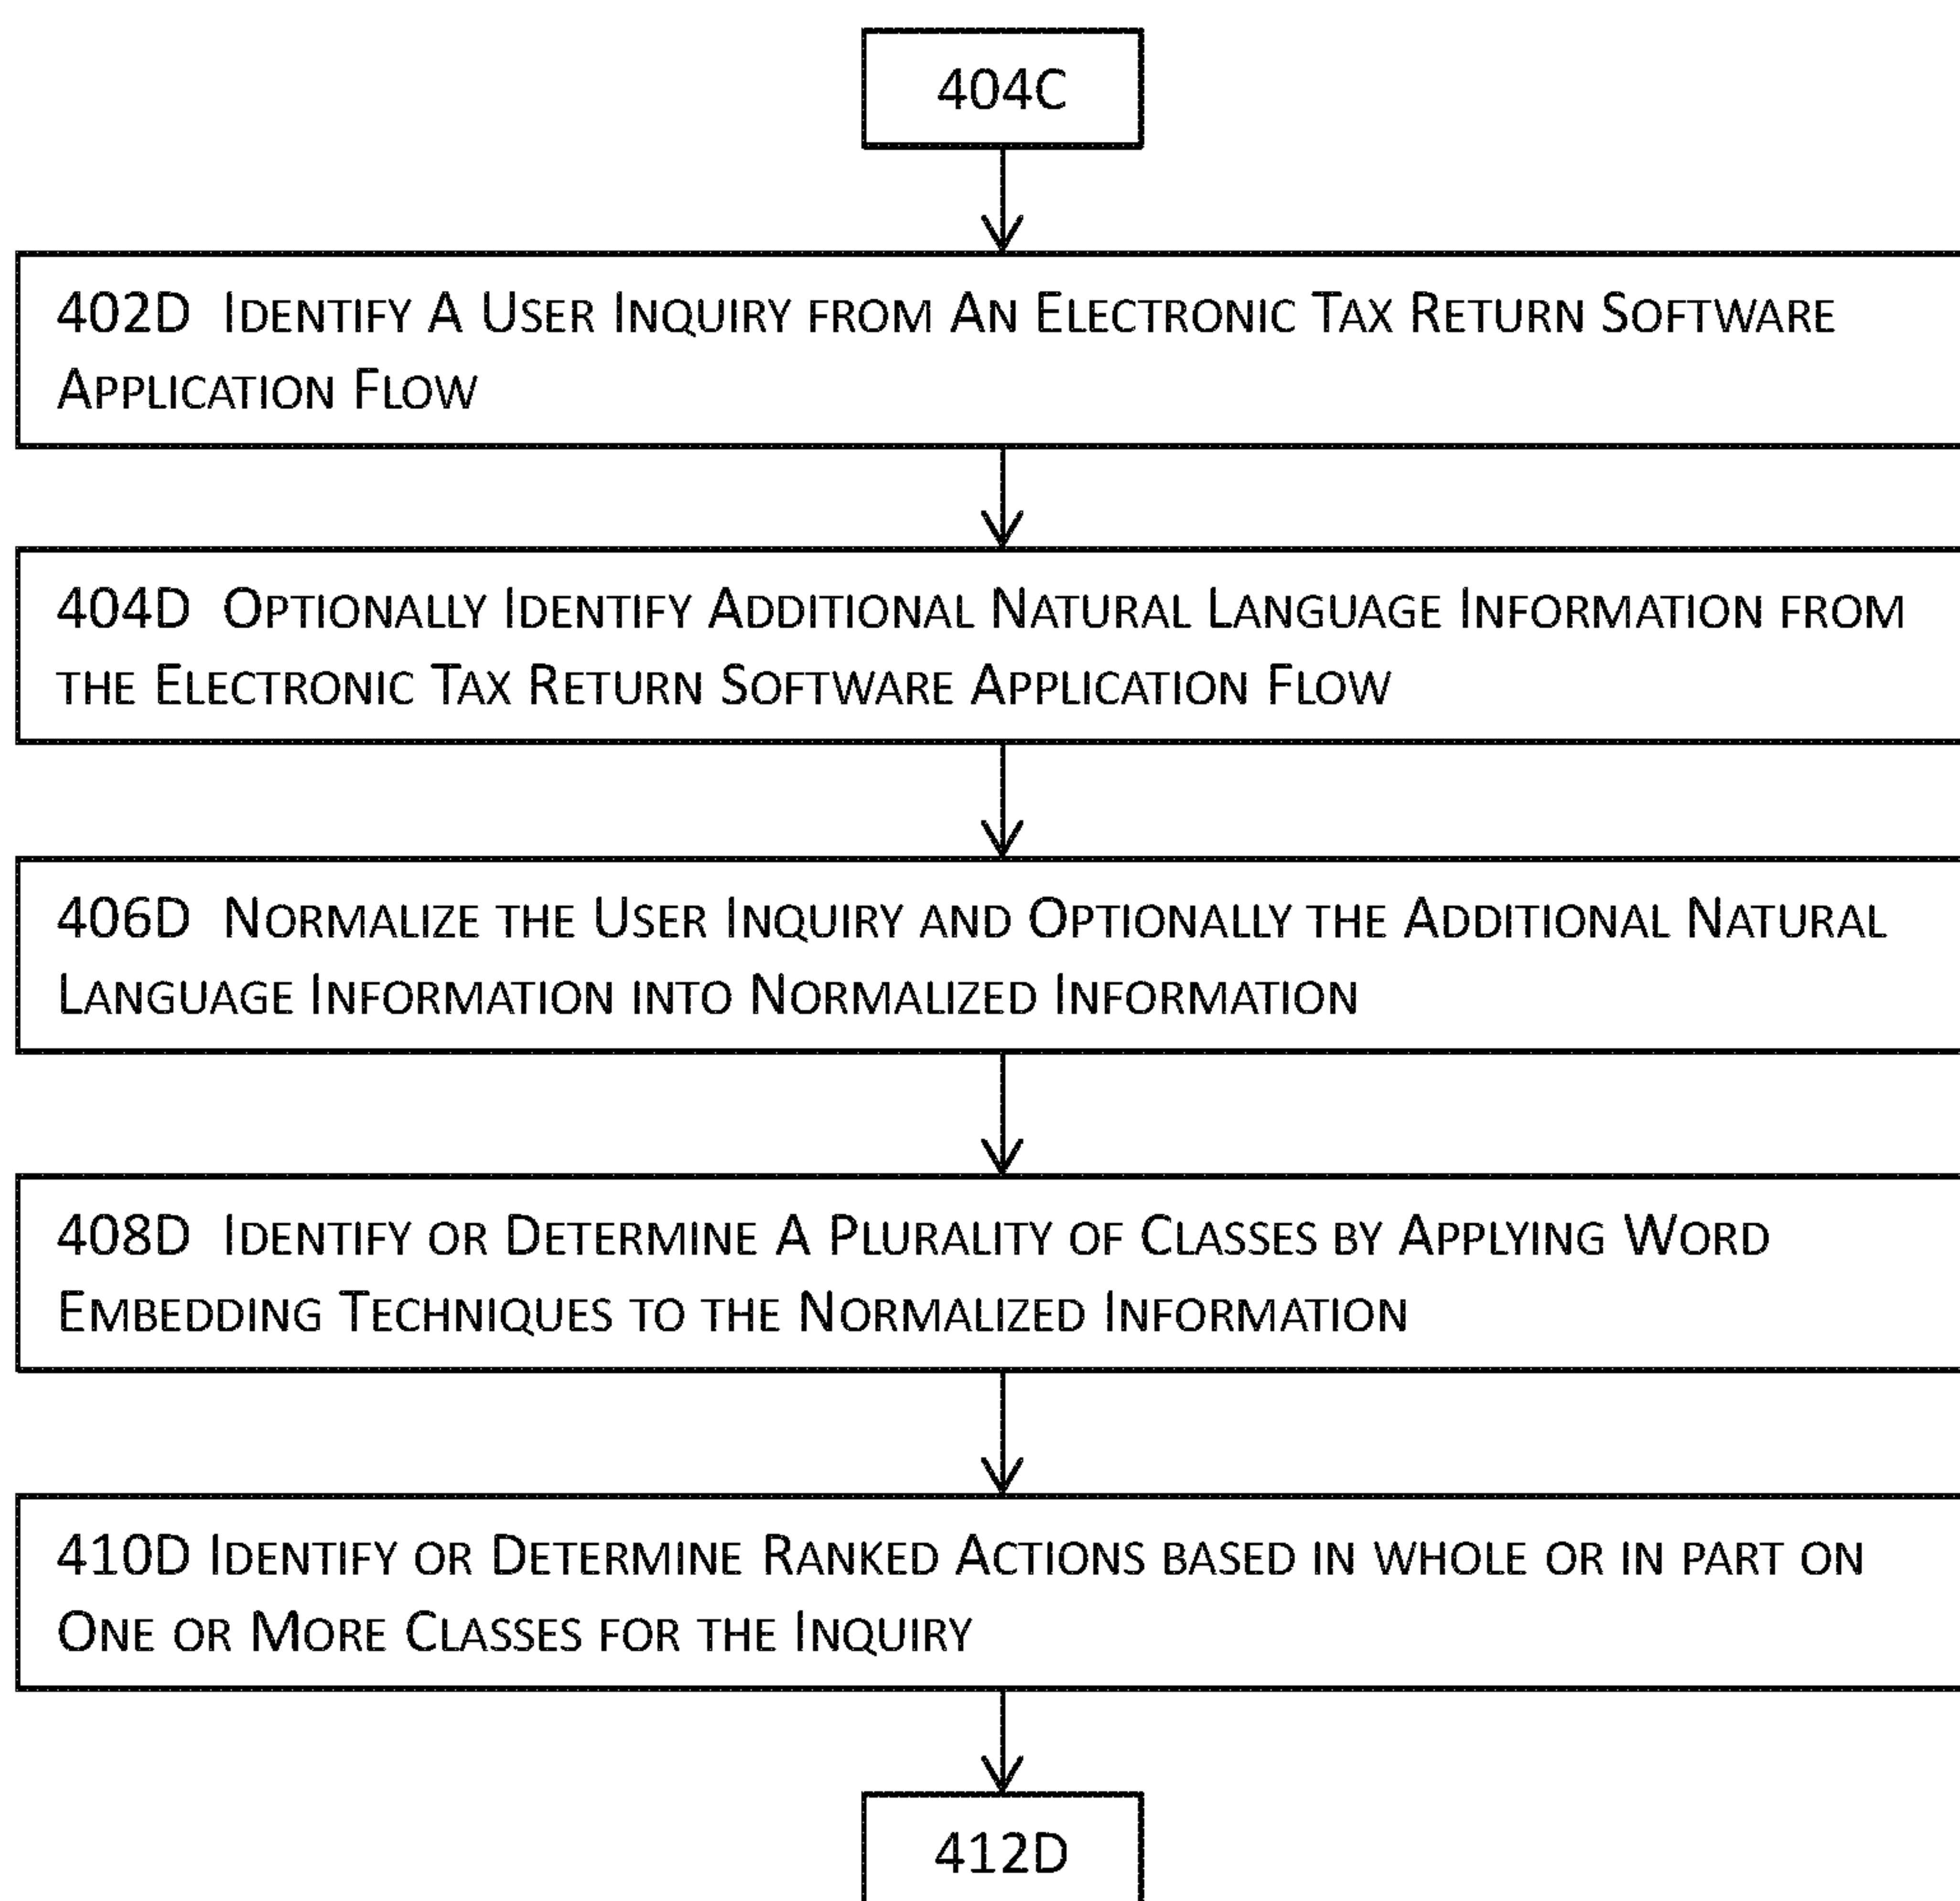 404C
402D Identify A User Inquiry from An Electronic Tax Return Software
Application Flow
404D Optionally Identify Additional Natural Language Information from
the Electronic Tax Return Software Application Flow
406D Normalize the User Inquiry and Optionally the Additional Natural
Language Information into Normalized Information
408D Identify or Determine A Plurality of Classes by Applying Word
Embedding Techniques to the Normalized Information
410D Identify or Determine Ranked Actions based in whole or in part on
One or More Classes for the Inquiry
412D